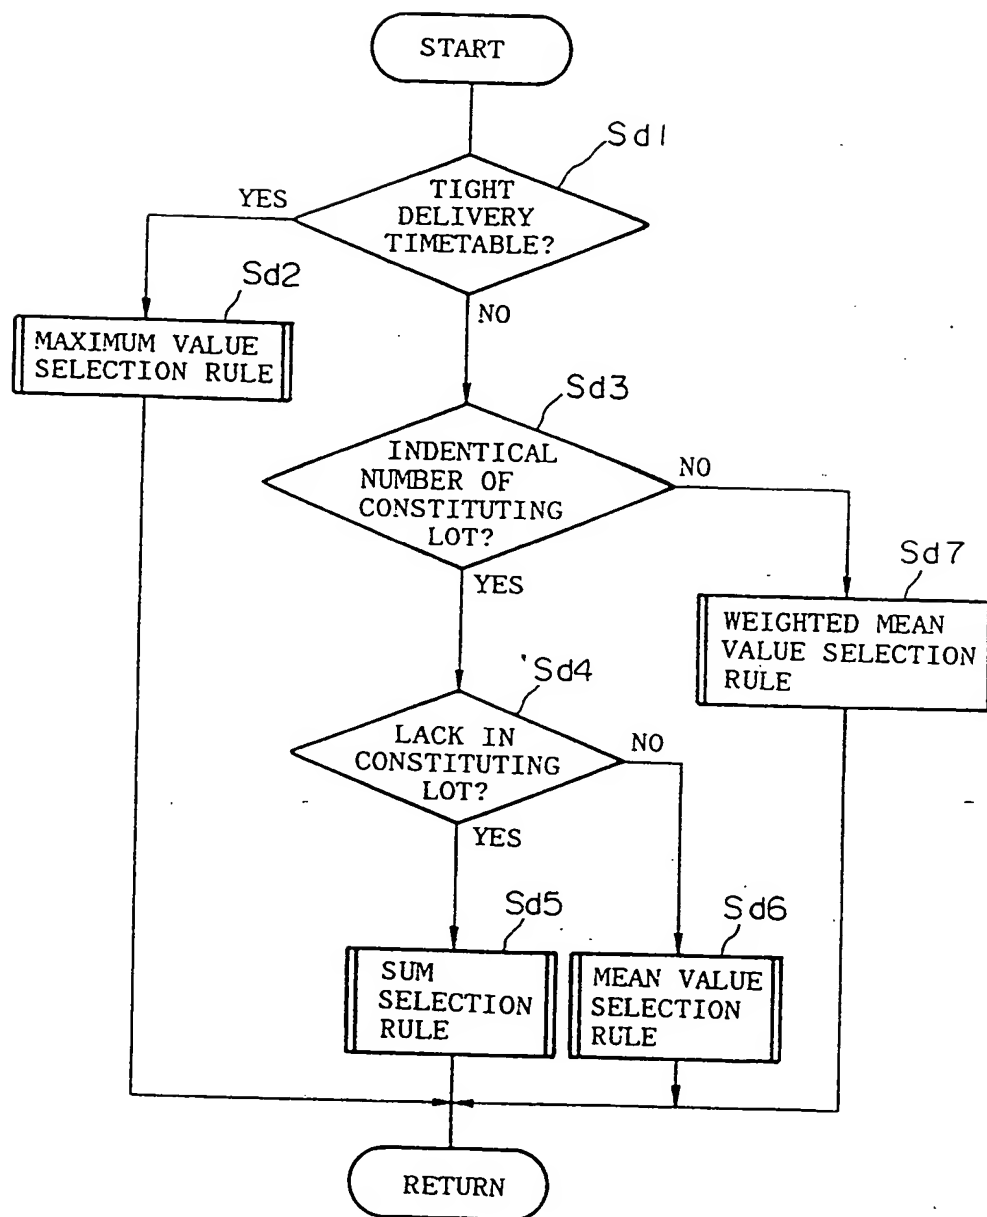 START
Sd1
YES
TIGHT
DELIVERY
TIMETABLE?
Sd2
NO
MAXIMUM VALUE
SELECTION RULE
Sd3
INDENTICAL
NUMBER OF
CONSTITUTING
LOT?
NO
YES
Sd7
WEIGHTED MEAN
VALUE SELECTION
RULE
Sd4
LACK IN
CONSTITUTING
LOT?
NO
YES
Sd5
Sd6
SUM
SELECTION
RULE
MEAN VALUE
SELECTION
RULE
RETURN